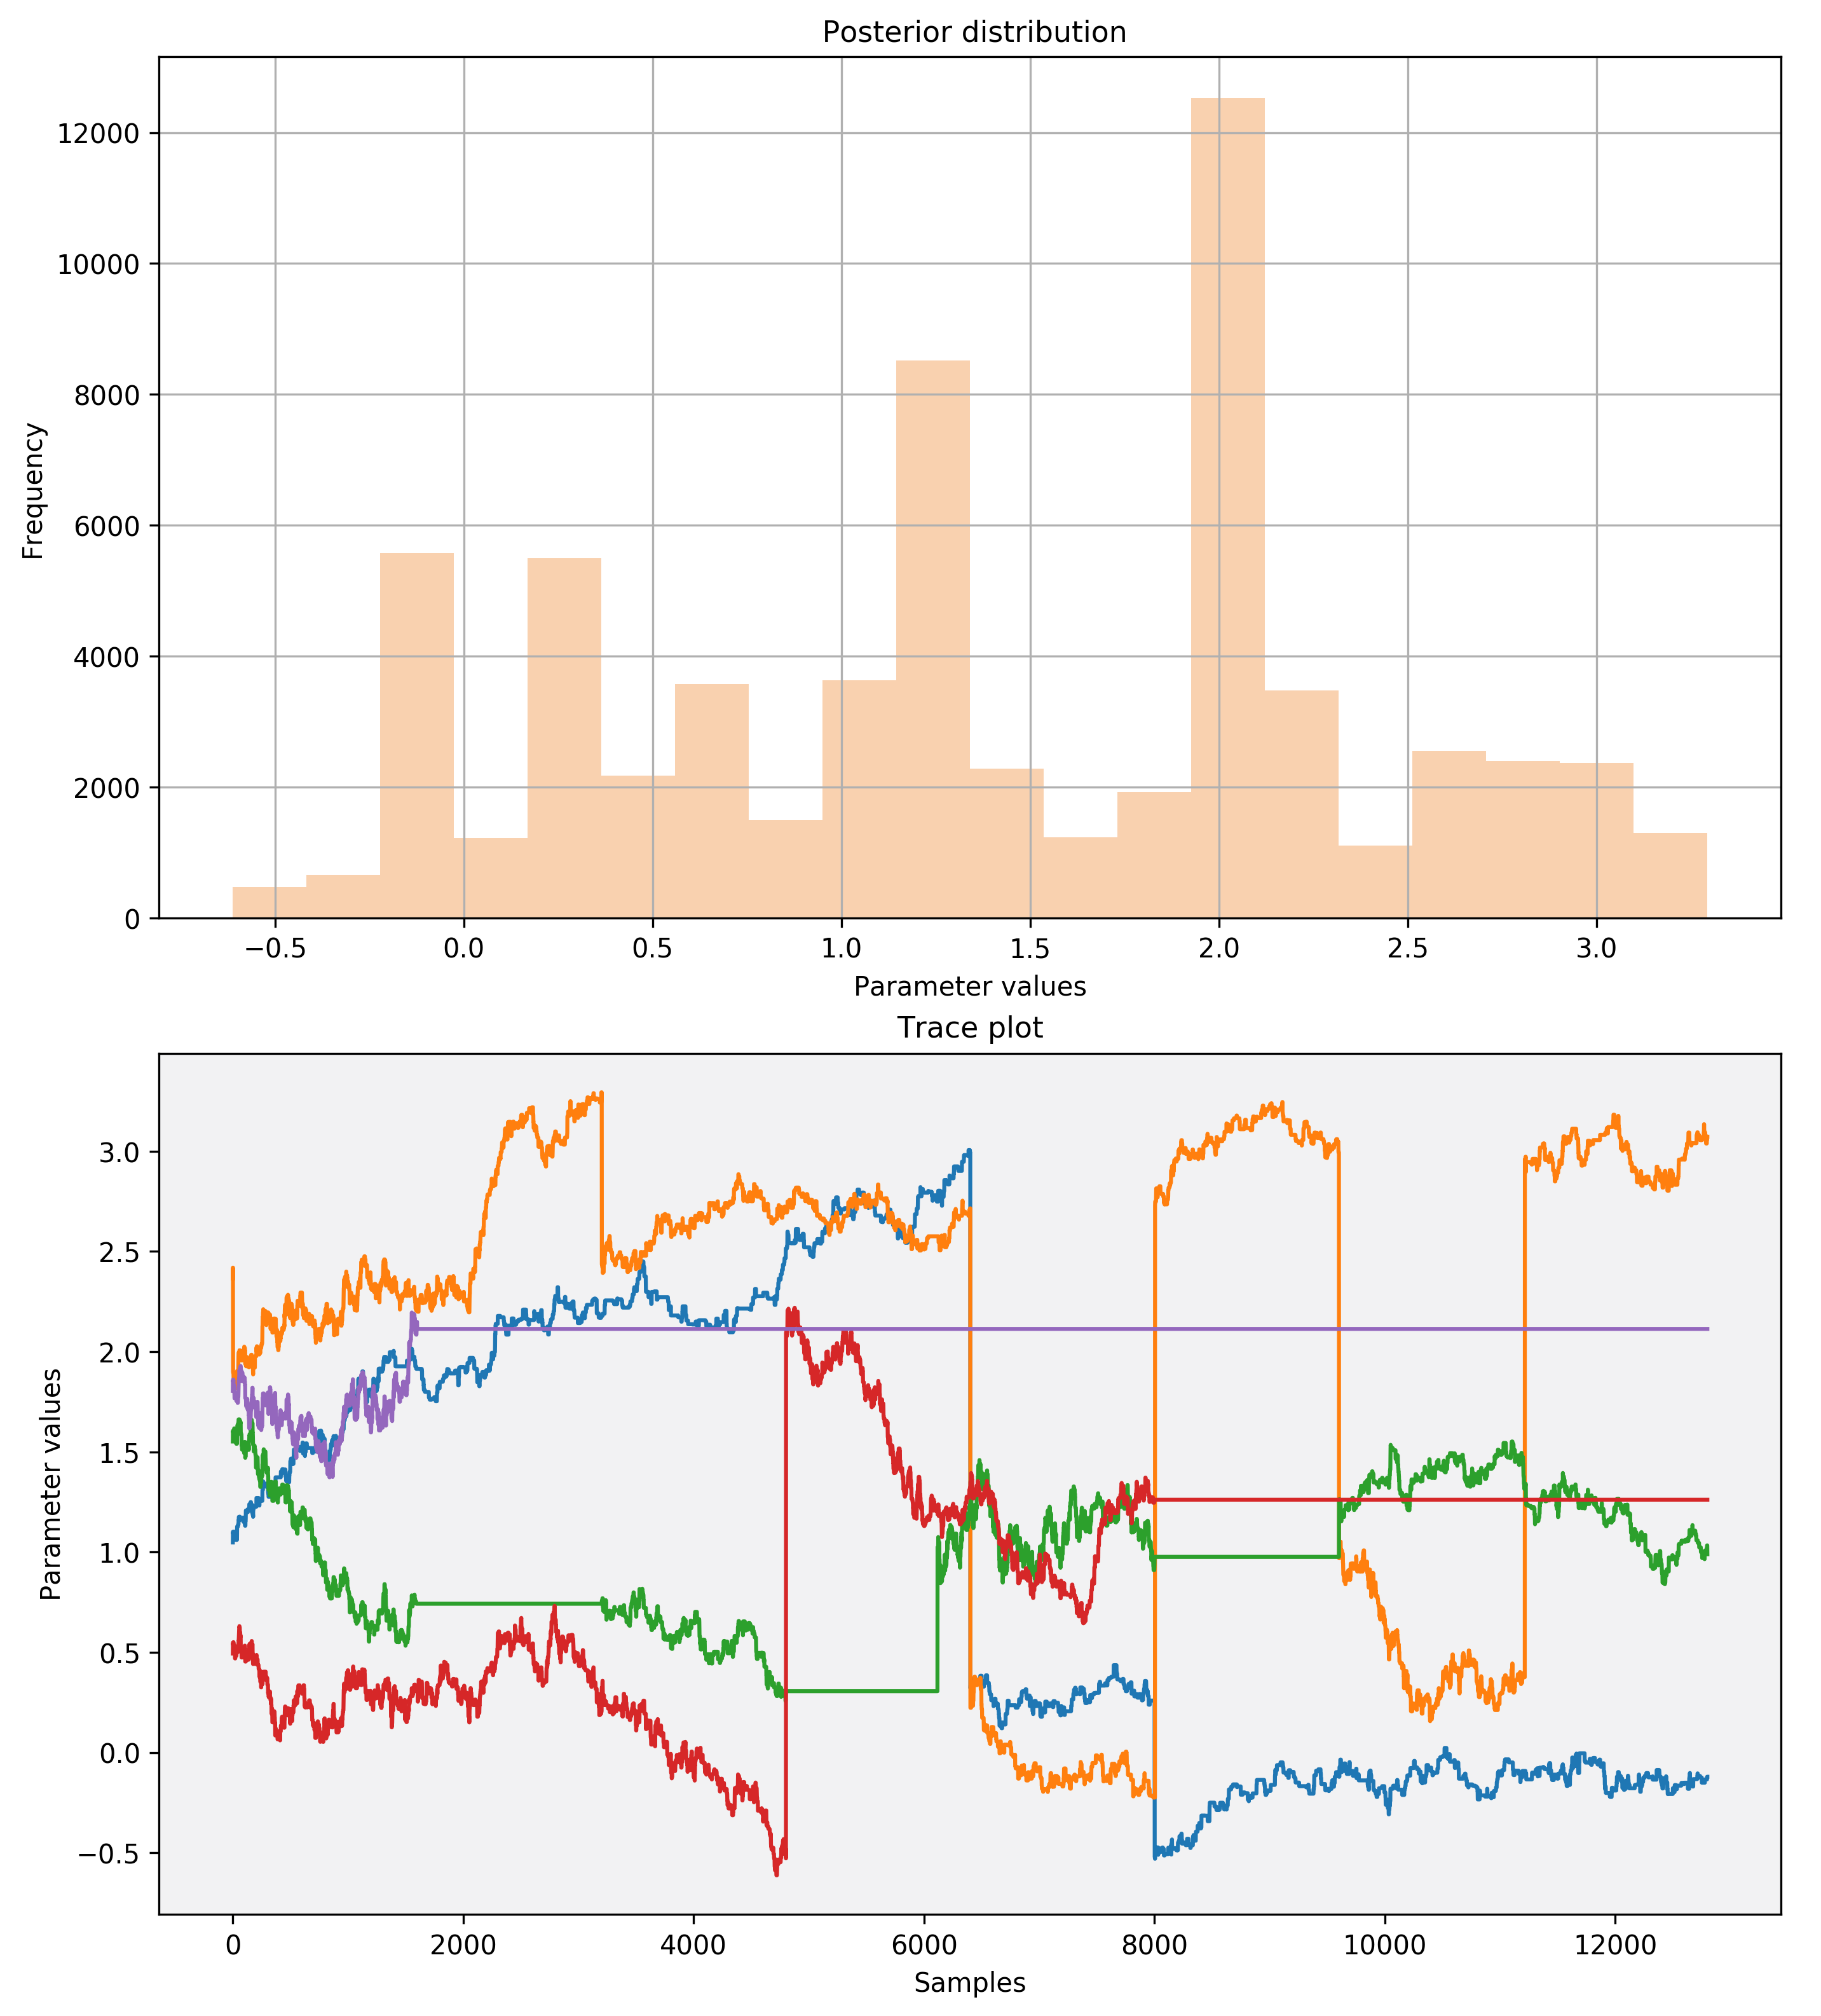 Posterior distribution
12000
10000
8000
6000
4000
2000
0
Frequency
−0.5 0.0 0.5 1.0 1.5 2.0 2.5 3.0
Parameter values
Trace plot
3.0
2.5
2.0
1.5
1.0
0.5
0.0
−0.5
Parameter values
0 2000 4000 6000 8000 10000 12000
Samples